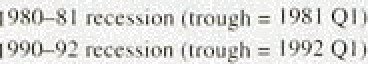 1980–81 recession (trough = 1981 Q1)
1990–92 recession (trough = 1992 Q1)